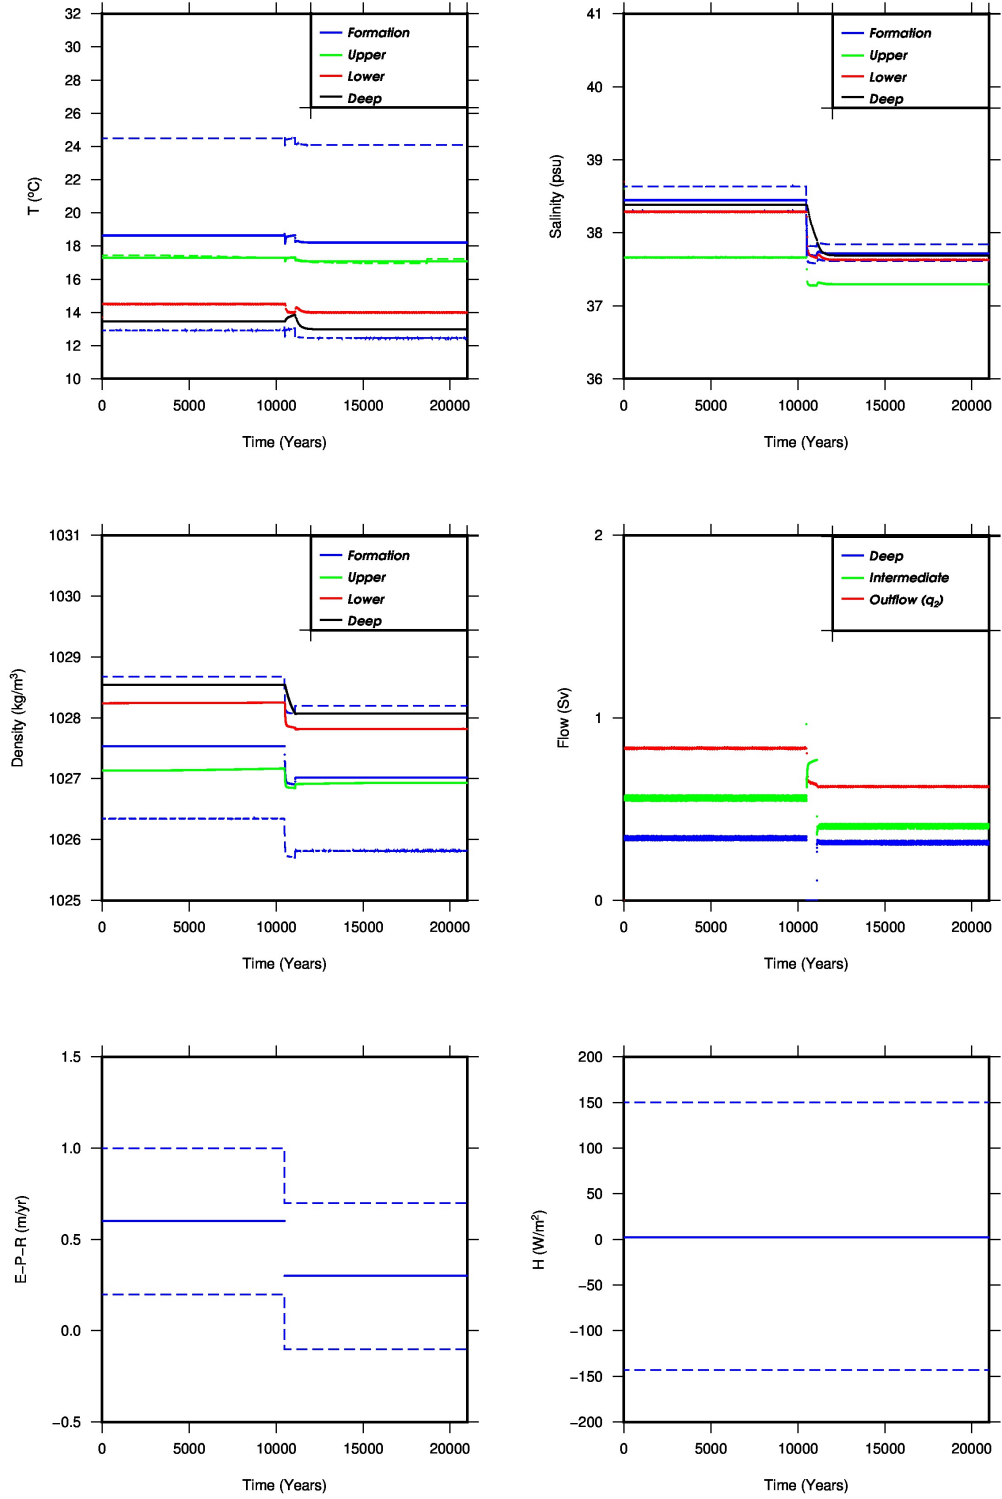 32
30
28
26
24
22
20
18
16
14
12
10
T (ºC)
Formation
Upper
Lower
Deep
0 5000 10000 15000 20000
Time (Years)
41
40
39
38
37
36
Salinity (psu)
Formation
Upper
Lower
Deep
0 5000 10000 15000 20000
Time (Years)
1031
1030
1029
1028
1027
1026
1025
Density (kg/m³)
Formation
Upper
Lower
Deep
0 5000 10000 15000 20000
Time (Years)
2
1
0
Flow (Sv)
Deep
Intermediate
Outflow (q₂)
0 5000 10000 15000 20000
Time (Years)
1.5
1.0
0.5
0.0
−0.5
E−P−R (m/yr)
0 5000 10000 15000 20000
Time (Years)
200
150
100
50
0
−50
−100
−150
−200
H (W/m²)
0 5000 10000 15000 20000
Time (Years)